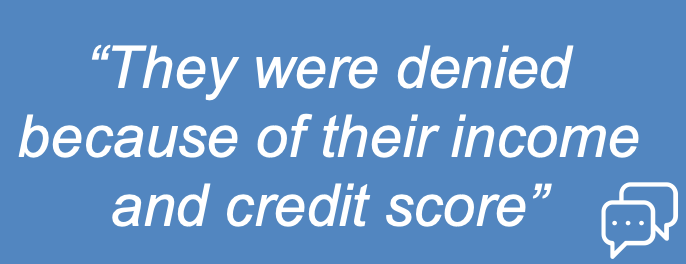 “They were denied
because of their income
and credit score”